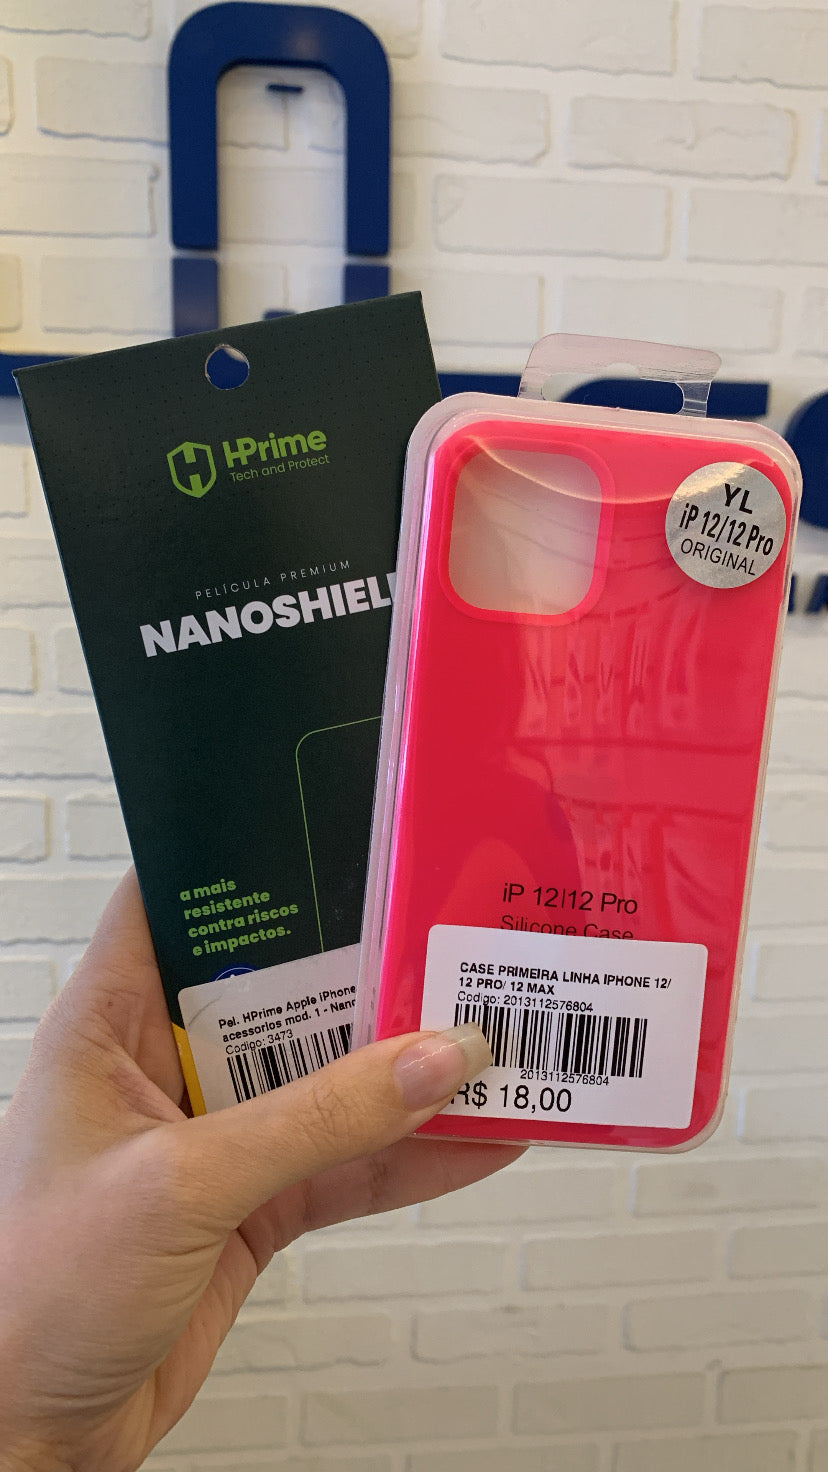 HPrime
Tech and Protect
PELÍCULA PREMIUM
NANOSHIEL
a mais
resistente
contra riscos
e impactos.
Pel. HPrime Apple iPhone
acessorios mod. 1 - Nano
Codigo: 3473
YL
iP 12/12 Pro
ORIGINAL
iP 12|12 Pro
Silicone Case
CASE PRIMEIRA LINHA IPHONE 12/
12 PRO/ 12 MAX
Codigo: 2013112576804
2013112576804
R$ 18,00